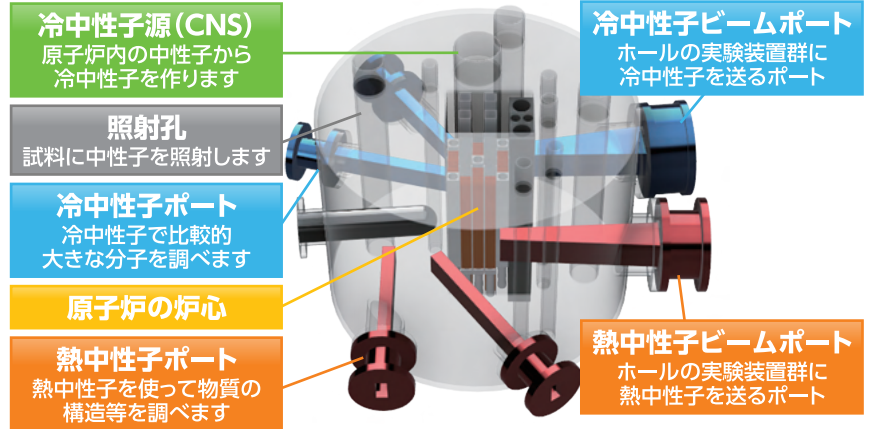 冷中性子源(CNS)
原子炉内の中性子から
冷中性子を作ります
照射孔
試料に中性子を照射します
冷中性子ポート
冷中性子で比較的
大きな分子を調べます
原子炉の炉心
熱中性子ポート
熱中性子を使って物質の
構造等を調べます
冷中性子ビームポート
ホールの実験装置群に
冷中性子を送るポート
熱中性子ビームポート
ホールの実験装置群に
熱中性子を送るポート